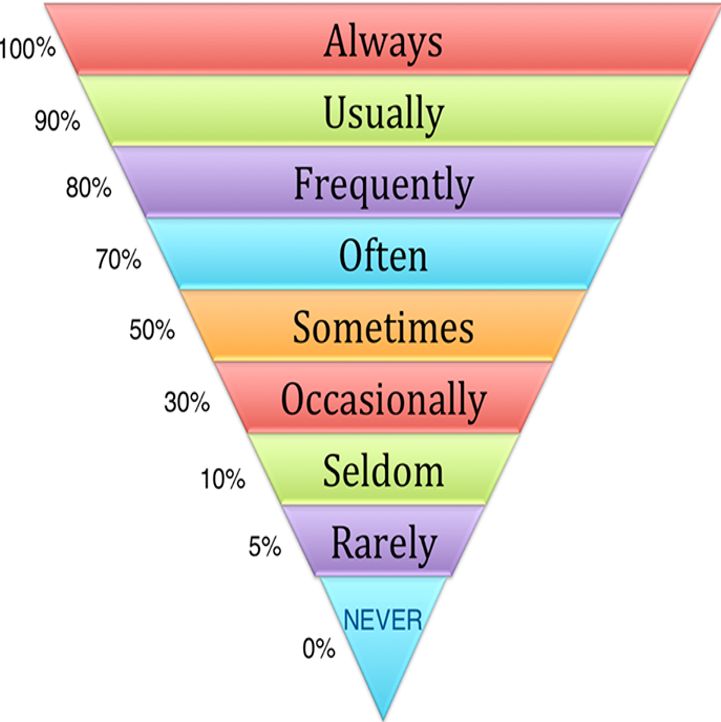 100% Always
90% Usually
80% Frequently
70% Often
50% Sometimes
30% Occasionally
10% Seldom
5% Rarely
NEVER
0%